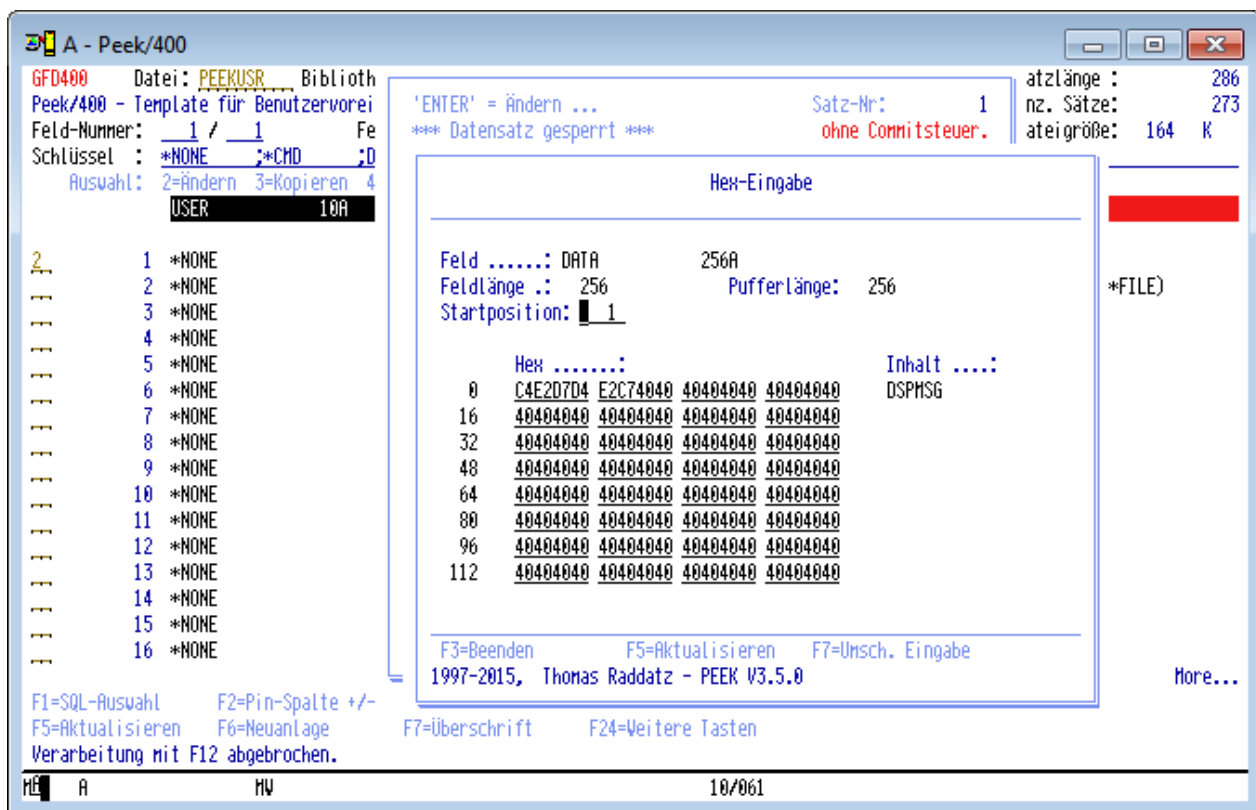 A - Peek/400
GFD400 Datei: PEEKUSR Biblioth atzlänge : 286
Peek/400 - Template für Benutzervorei 'ENTER' = Ändern ... Satz-Nr: 1 nz. Sätze: 273
Feld-Nummer: 1 / 1 Fe *** Datensatz gesperrt *** ohne Commitsteuer. ateigröße: 164 K
Schlüssel : *NONE ;*CMD ;D
Auswahl: 2=Ändern 3=Kopieren 4 Hex-Eingabe
USER 10A
2 1 *NONE Feld ......: DATA 256A
2 *NONE Feldlänge .: 256 Pufferlänge: 256 *FILE)
3 *NONE Startposition: 1
4 *NONE
5 *NONE Hex .......: Inhalt ....:
6 *NONE 0 C4E2D7D4 E2C74040 40404040 40404040 DSPMSG
7 *NONE 16 40404040 40404040 40404040 40404040
8 *NONE 32 40404040 40404040 40404040 40404040
9 *NONE 48 40404040 40404040 40404040 40404040
10 *NONE 64 40404040 40404040 40404040 40404040
11 *NONE 80 40404040 40404040 40404040 40404040
12 *NONE 96 40404040 40404040 40404040 40404040
13 *NONE 112 40404040 40404040 40404040 40404040
14 *NONE
15 *NONE
16 *NONE F3=Beenden F5=Aktualisieren F7=Umsch. Eingabe
1997-2015, Thomas Raddatz - PEEK V3.5.0 More...
F1=SQL-Auswahl F2=Pin-Spalte +/-
F5=Aktualisieren F6=Neuanlage F7=Überschrift F24=Weitere Tasten
Verarbeitung mit F12 abgebrochen.
MA A MW 10/061